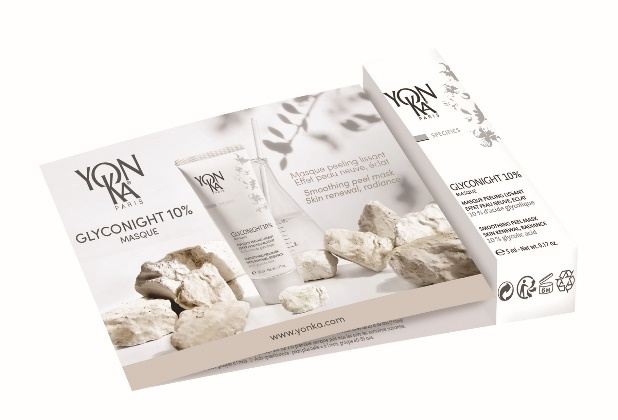 YON
KA
PARIS
GLYCONIGHT 10%
MASQUE
Masque peeling lissant
Effet peau neuve, éclat
Smoothing peel mask
Skin renewal, radiance
YON
KA
GLYCONIGHT 10%
www.yonka.com
YON
KA
PARIS
SPECIFICS
GLYCONIGHT 10%
MASQUE
MASQUE PEELING LISSANT
EFFET PEAU NEUVE, ÉCLAT
10 % d'acide glycolique
SMOOTHING PEEL MASK
SKIN RENEWAL, RADIANCE
10 % glycolic acid
e 5 ml - Net wt. 0.17 oz.